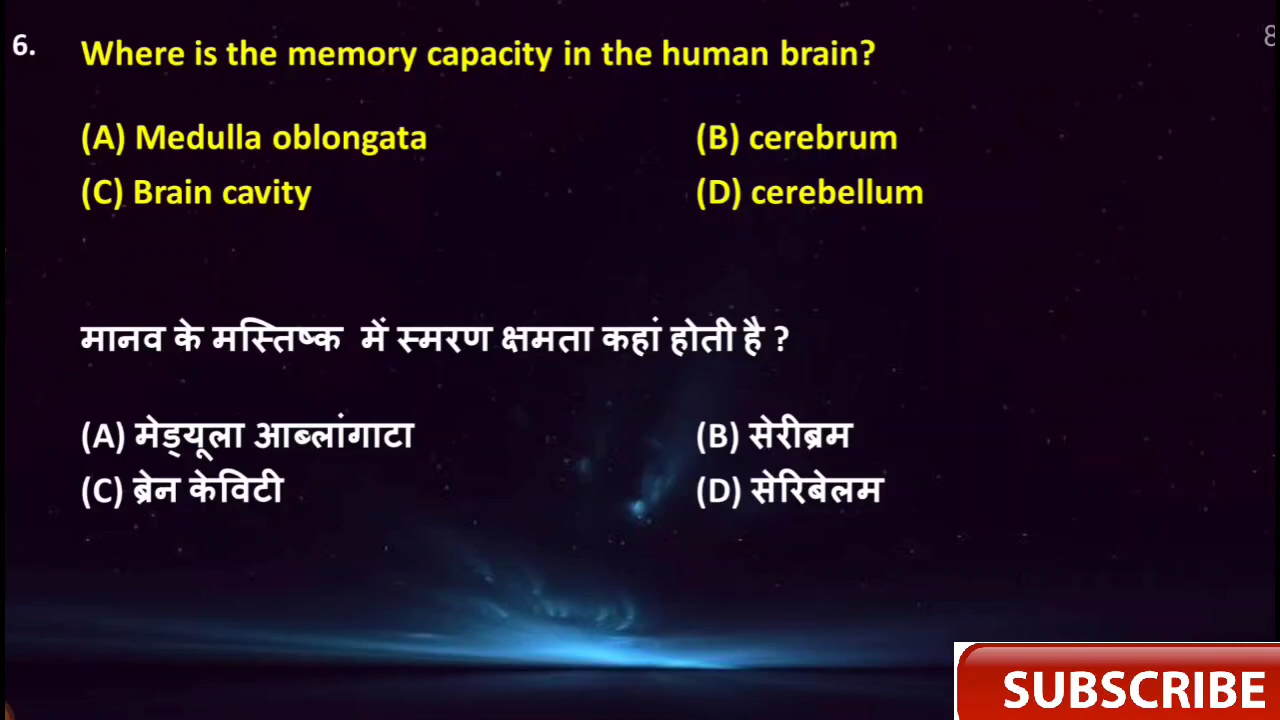 6. Where is the memory capacity in the human brain? 8
(A) Medulla oblongata (B) cerebrum
(C) Brain cavity (D) cerebellum
मानव के मस्तिष्क में स्मरण क्षमता कहां होती है ?
(A) मेड्यूला आब्लांगाटा (B) सेरीब्रम
(C) ब्रेन केविटी (D) सेरिबेलम
SUBSCRIBE